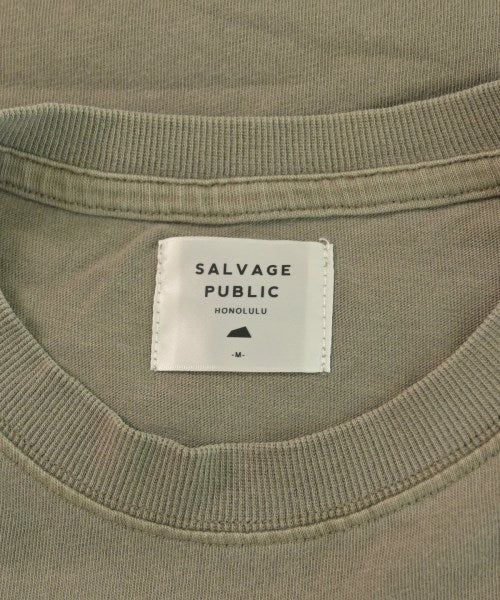 SALVAGE
PUBLIC
HONOLULU
-M-